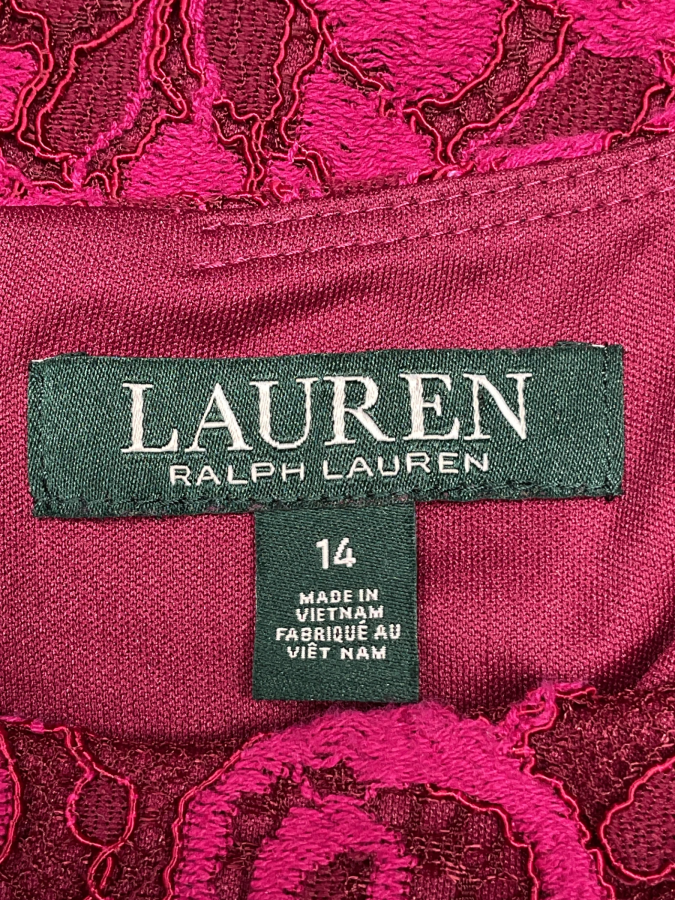 LAUREN
RALPH LAUREN
14
MADE IN
VIETNAM
FABRIQUÉ AU
VIÊT NAM